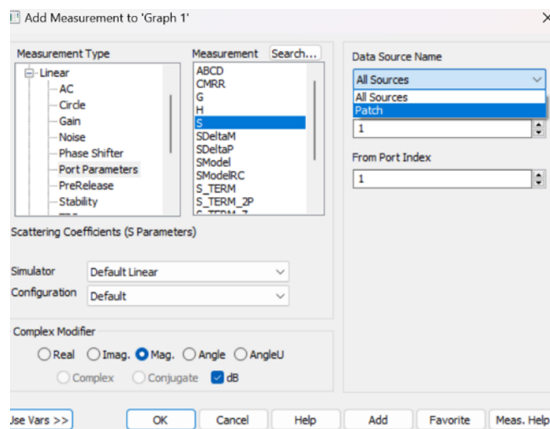 Add Measurement to 'Graph 1'
Measurement Type
Linear
AC
Circle
Gain
Noise
Phase Shifter
Port Parameters
PreRelease
Stability
Measurement Search...
ABCD
CMRR
G
H
S
SDeltaM
SDeltaP
SModel
SModelRC
S_TERM
S_TERM_2P
Data Source Name
All Sources
All Sources
Patch
1
From Port Index
1
Scattering Coefficients (S Parameters)
Simulator Default Linear
Configuration Default
Complex Modifier
Real Imag. Mag. Angle AngleU
Complex Conjugate dB
Use Vars >> OK Cancel Help Add Favorite Meas. Help